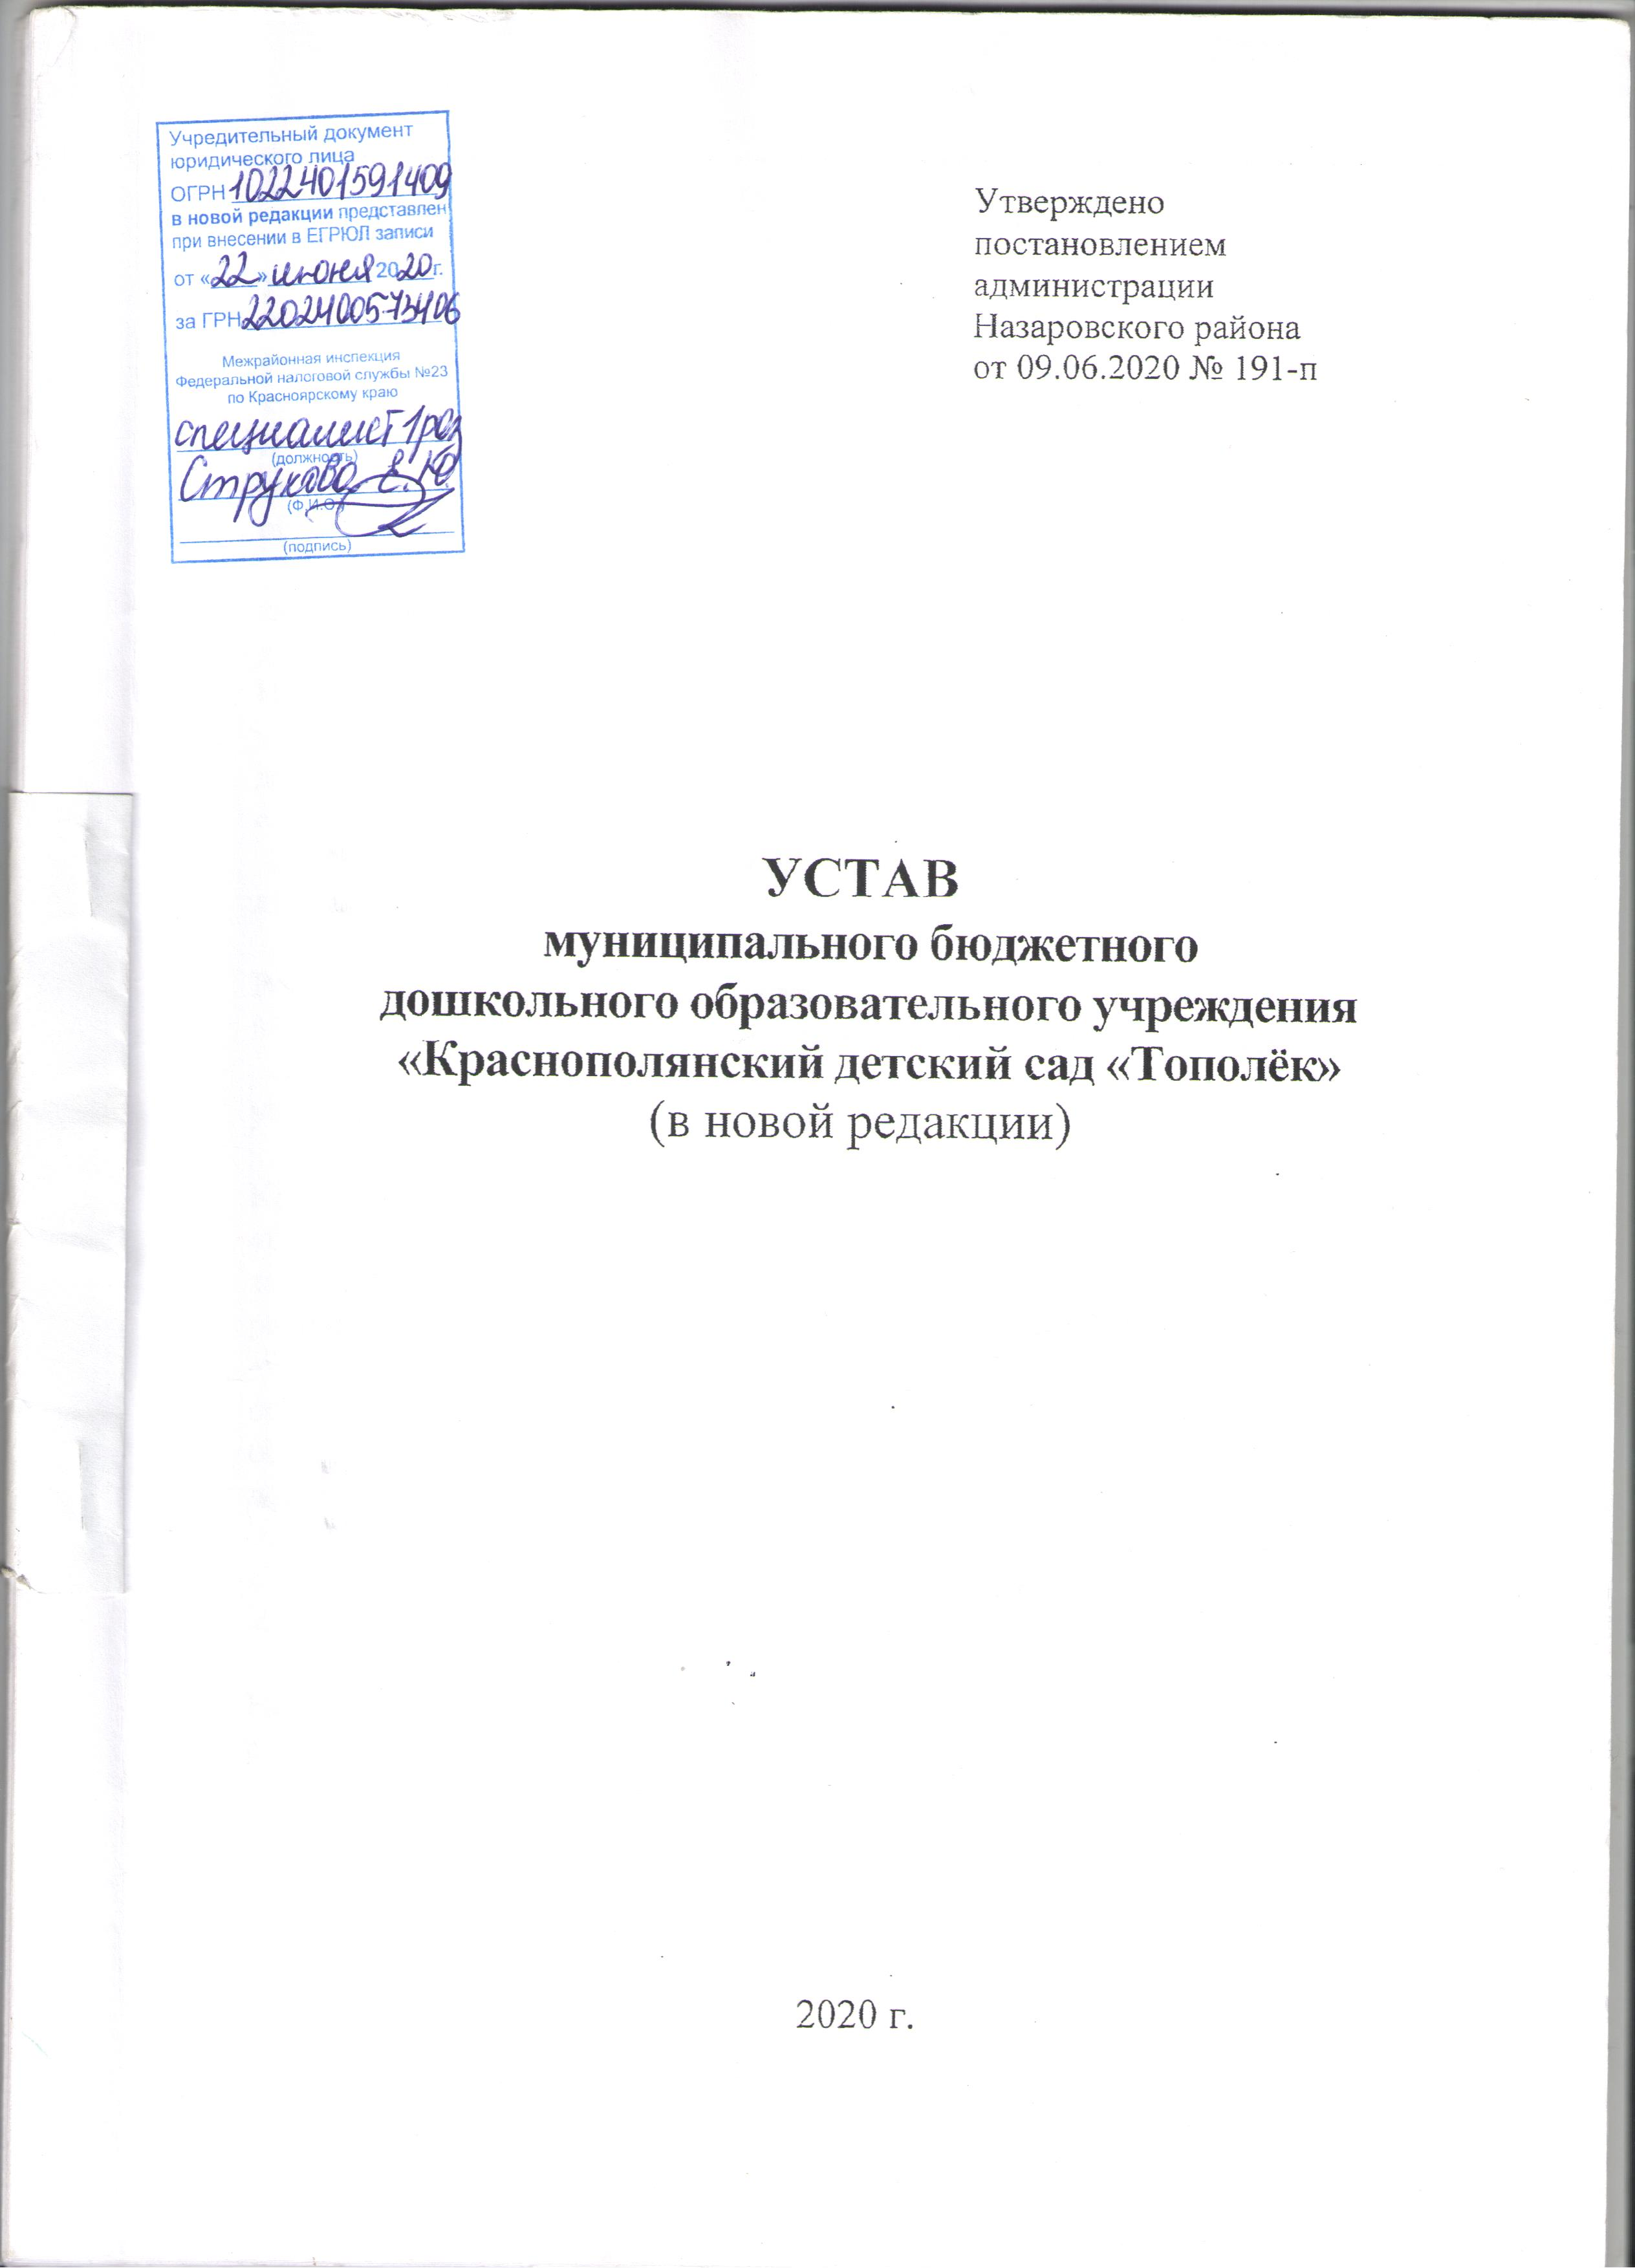 Учредительный документ
юридического лица
ОГРН 1022401591409
в новой редакции представлен
при внесении в ЕГРЮЛ записи
от «22» июня 2020 г.
за ГРН 2202400573406
Межрайонная инспекция
Федеральной налоговой службы №23
по Красноярскому краю
специалист 1 раз
(должность)
Струкова Е. Ю.
(Ф.И.О.)
(подпись)
Утверждено
постановлением
администрации
Назаровского района
от 09.06.2020 № 191-п
УСТАВ
муниципального бюджетного
дошкольного образовательного учреждения
«Краснополянский детский сад «Тополёк»
(в новой редакции)
2020 г.